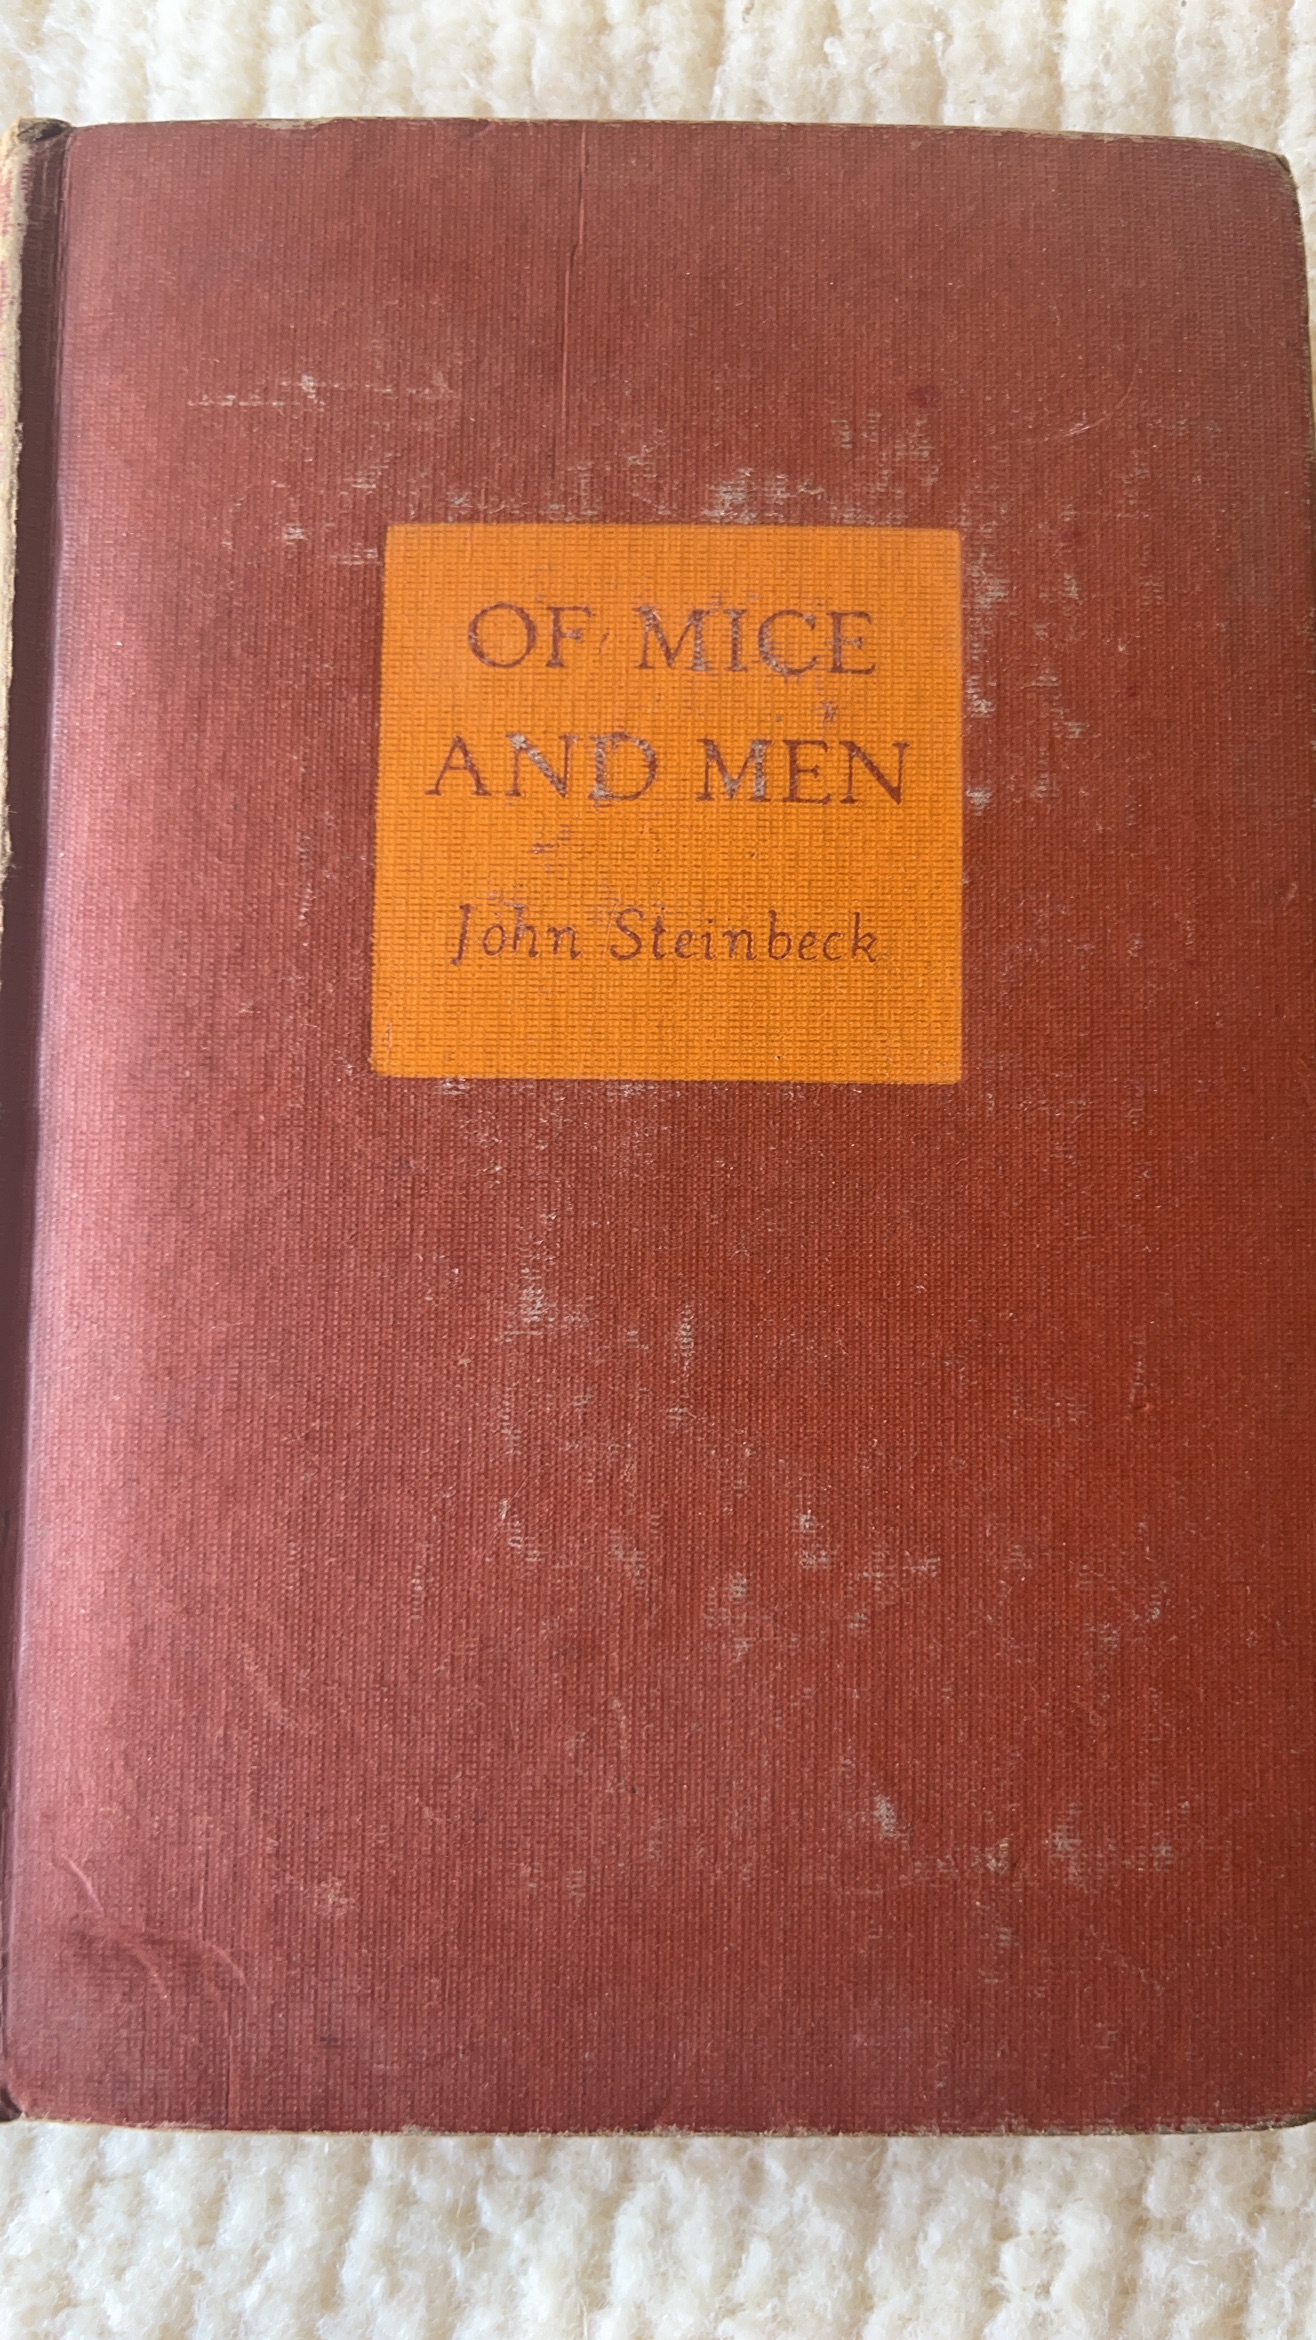 OF MICE
AND MEN
John Steinbeck